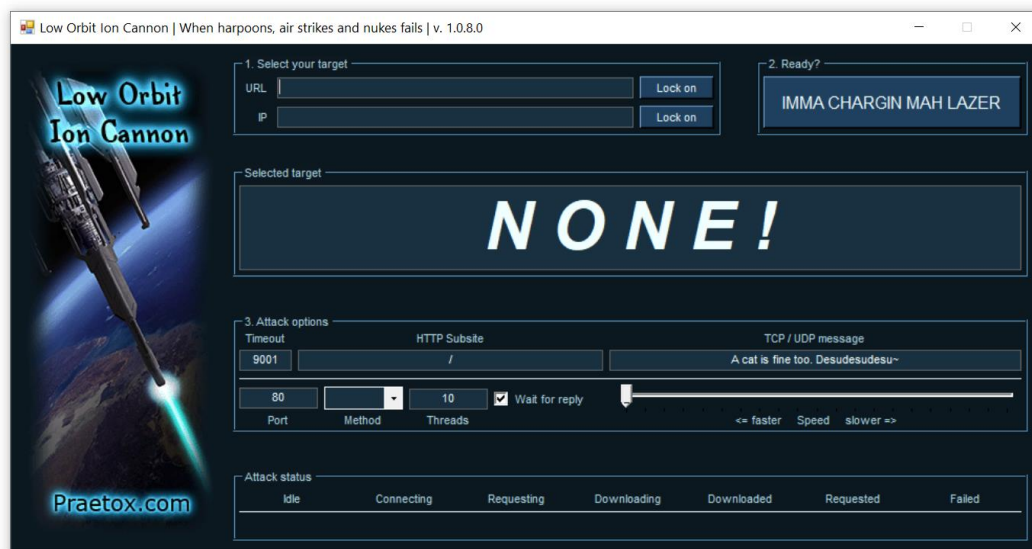 Low Orbit Ion Cannon | When harpoons, air strikes and nukes fails | v. 1.0.8.0
Low Orbit
Ion Cannon
Praetox.com
1. Select your target
URL Lock on
IP Lock on
2. Ready?
IMMA CHARGIN MAH LAZER
Selected target
N O N E !
3. Attack options
Timeout HTTP Subsite TCP / UDP message
9001 / A cat is fine too. Desudesudesu~
80 10 Wait for reply
Port Method Threads <= faster Speed slower =>
Attack status
Idle Connecting Requesting Downloading Downloaded Requested Failed